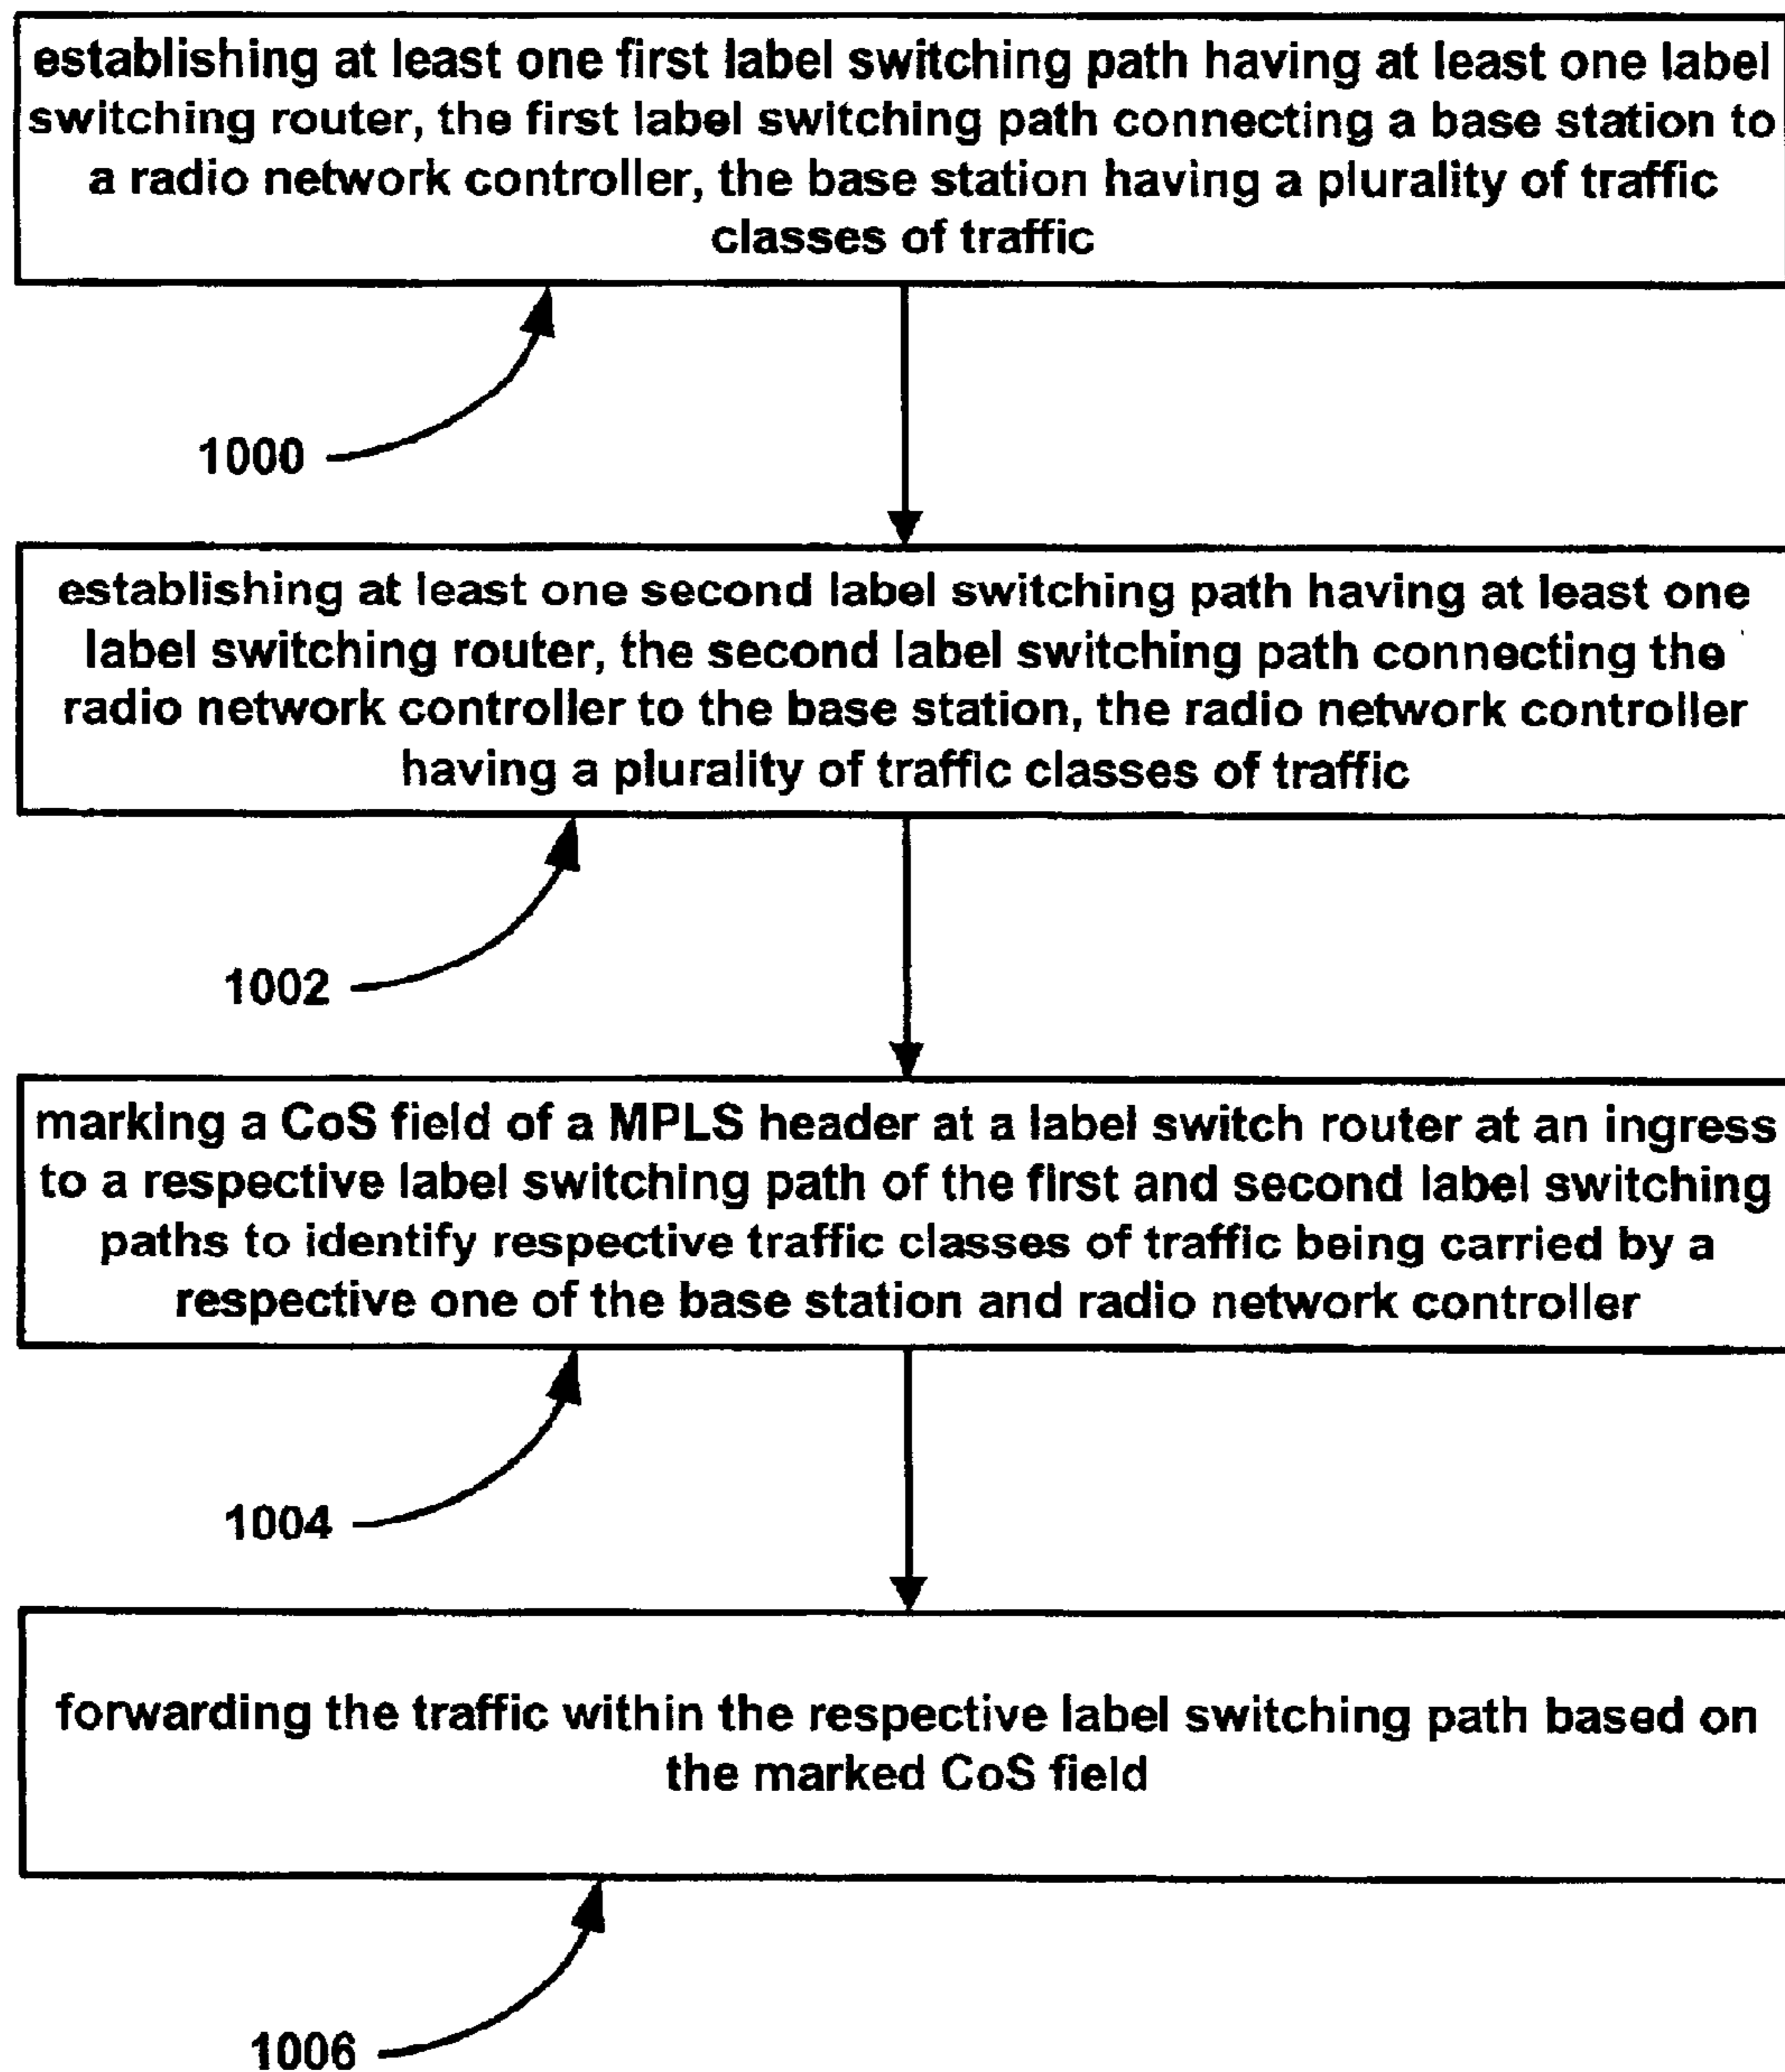 establishing at least one first label switching path having at least one label
switching router, the first label switching path connecting a base station to
a radio network controller, the base station having a plurality of traffic
classes of traffic
1000
establishing at least one second label switching path having at least one
label switching router, the second label switching path connecting the
radio network controller to the base station, the radio network controller
having a plurality of traffic classes of traffic
1002
marking a CoS field of a MPLS header at a label switch router at an ingress
to a respective label switching path of the first and second label switching
paths to identify respective traffic classes of traffic being carried by a
respective one of the base station and radio network controller
1004
forwarding the traffic within the respective label switching path based on
the marked CoS field
1006